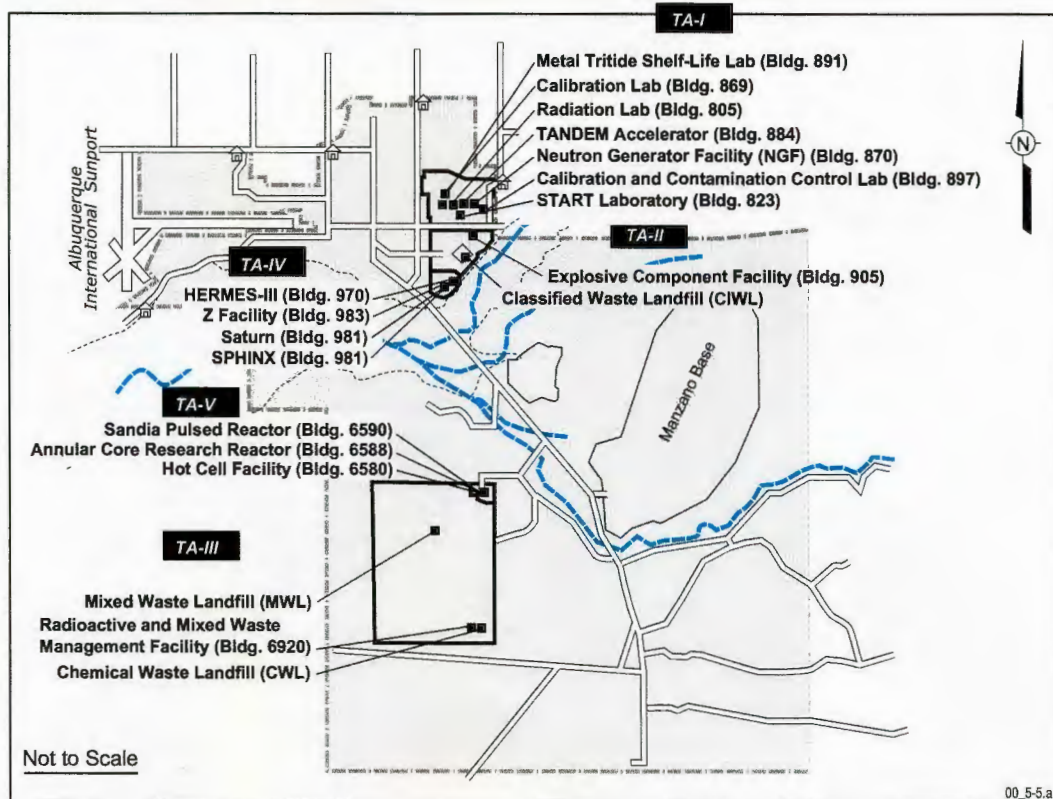 TA-I
Metal Tritide Shelf-Life Lab (Bldg. 891)
Calibration Lab (Bldg. 869)
Radiation Lab (Bldg. 805)
TANDEM Accelerator (Bldg. 884)
Neutron Generator Facility (NGF) (Bldg. 870)
Calibration and Contamination Control Lab (Bldg. 897)
START Laboratory (Bldg. 823)
N
Albuquerque
International Sunport
TA-II
Explosive Component Facility (Bldg. 905)
Classified Waste Landfill (ClWL)
TA-IV
HERMES-III (Bldg. 970)
Z Facility (Bldg. 983)
Saturn (Bldg. 981)
SPHINX (Bldg. 981)
Manzano Base
TA-V
Sandia Pulsed Reactor (Bldg. 6590)
Annular Core Research Reactor (Bldg. 6588)
Hot Cell Facility (Bldg. 6580)
TA-III
Mixed Waste Landfill (MWL)
Radioactive and Mixed Waste
Management Facility (Bldg. 6920)
Chemical Waste Landfill (CWL)
Not to Scale
00_5-5.a